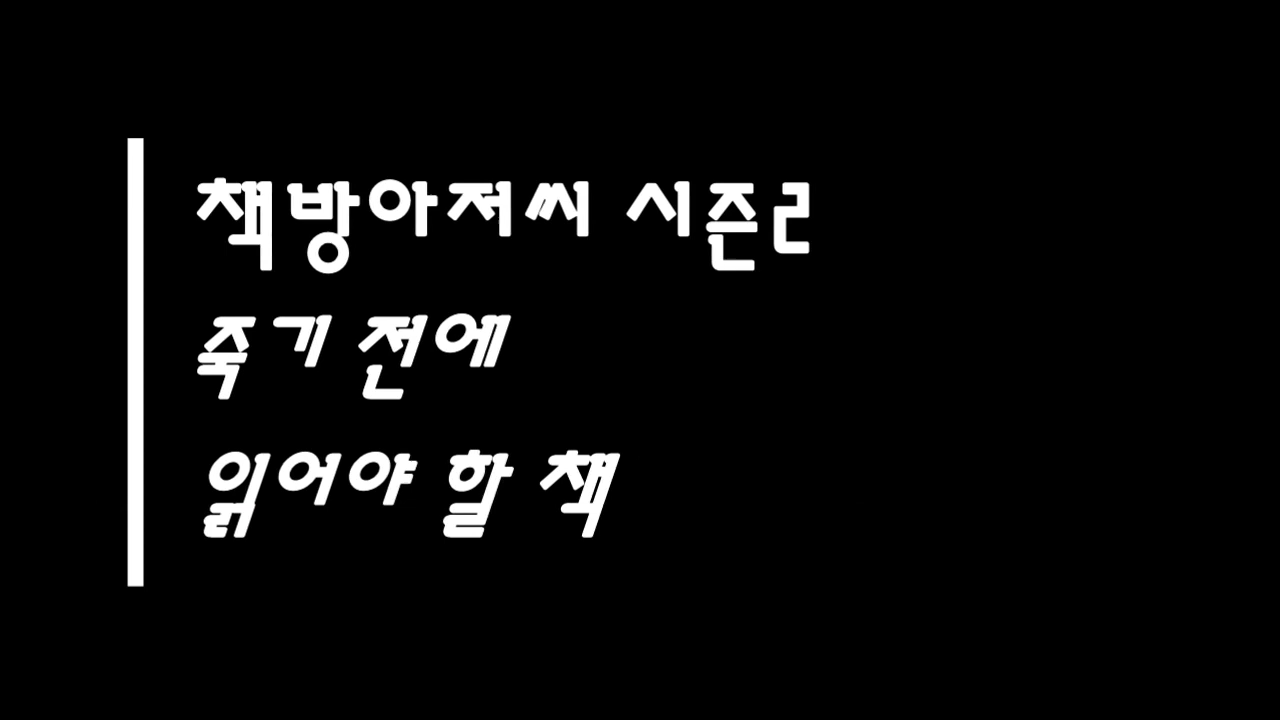 책방아저씨 시즌2
죽기 전에
읽어야 할 책